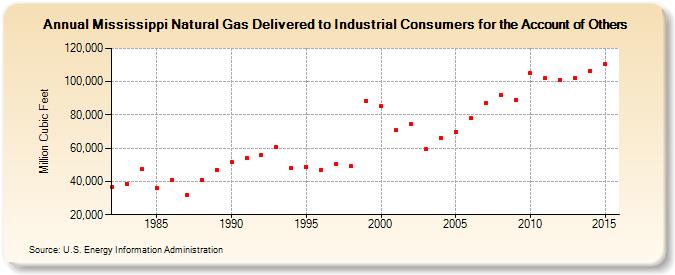 Annual Mississippi Natural Gas Delivered to Industrial Consumers for the Account of Others
Million Cubic Feet
120,000
100,000
80,000
60,000
40,000
20,000
1985 1990 1995 2000 2005 2010 2015
Source: U.S. Energy Information Administration